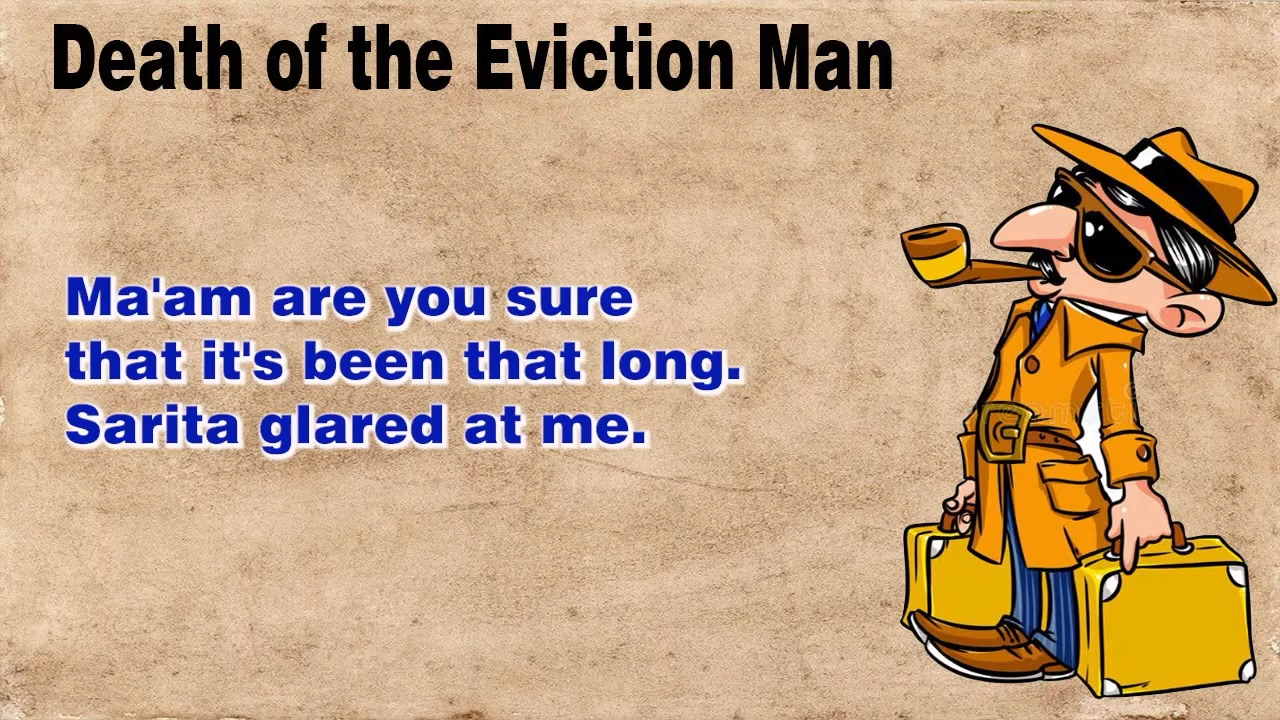 Death of the Eviction Man
Ma'am are you sure
that it's been that long.
Sarita glared at me.